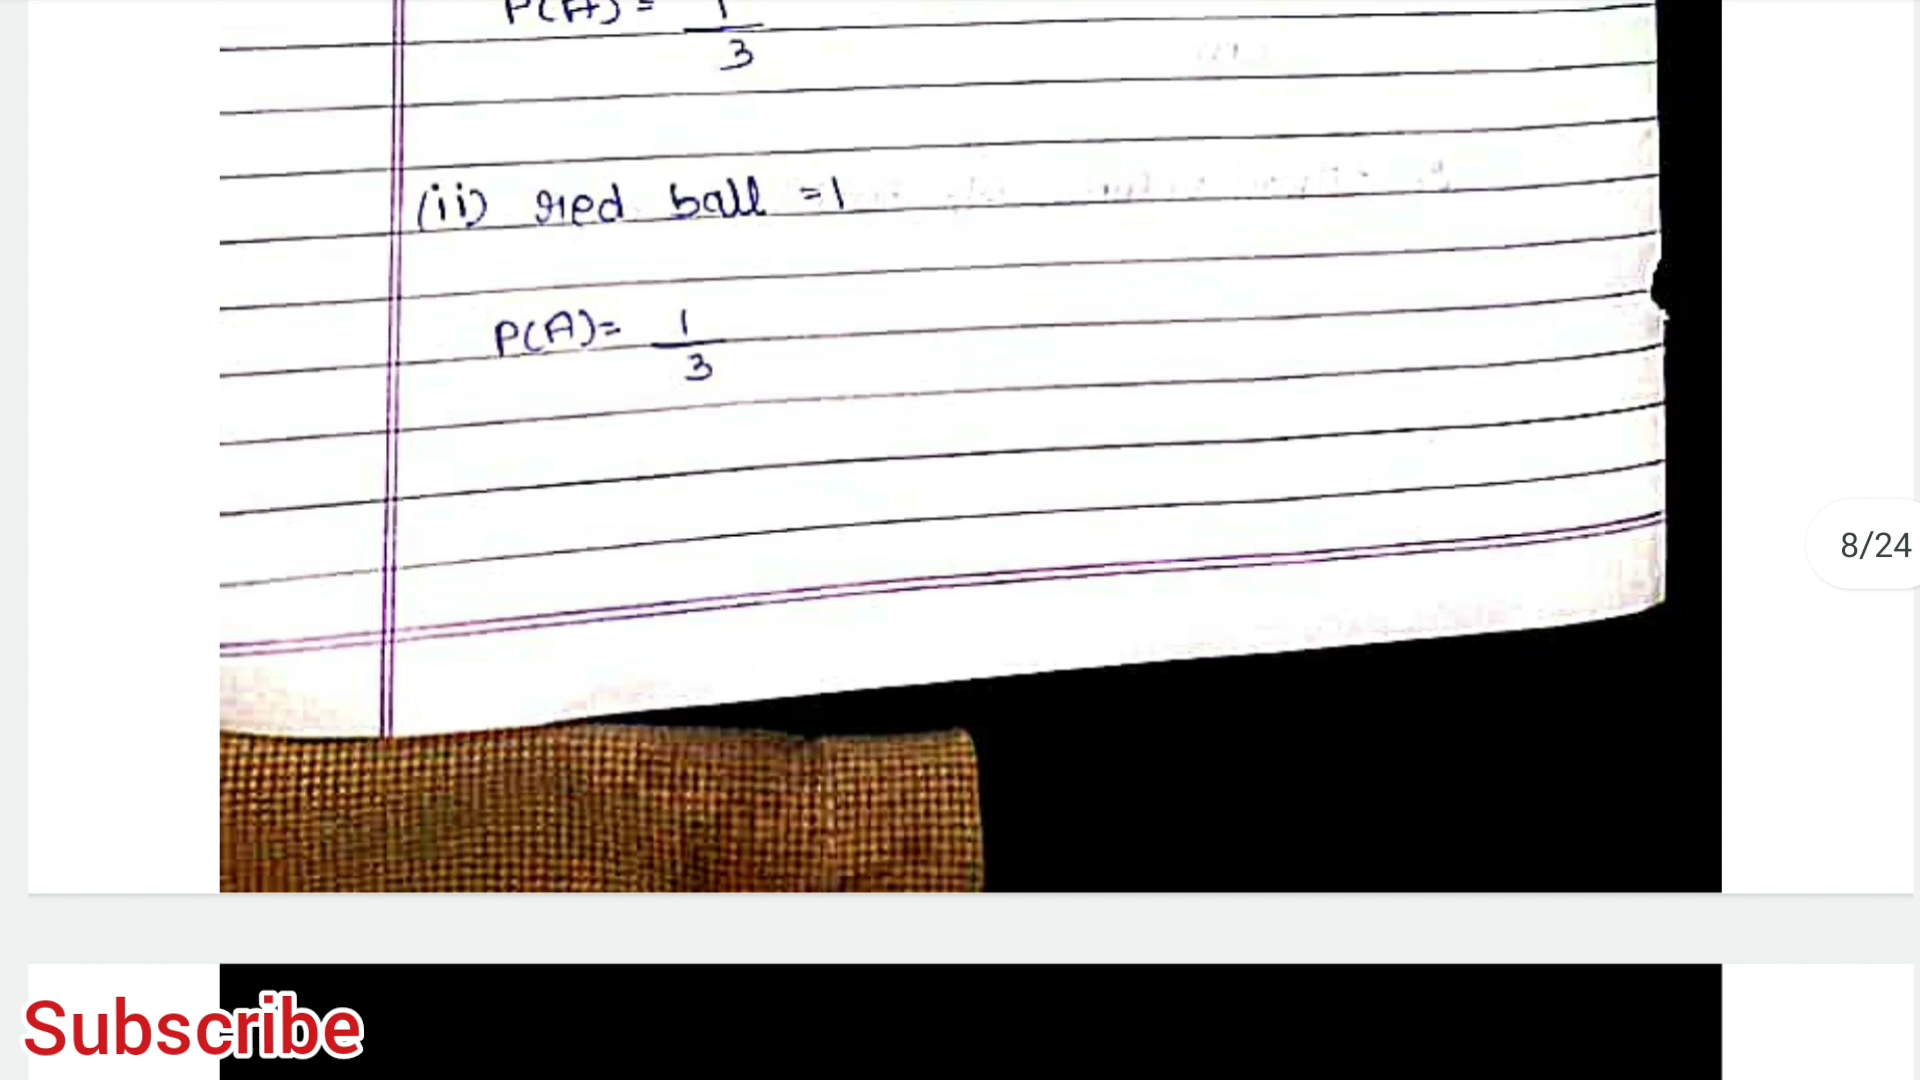 P(A) = 1
3
(ii) red ball = 1
P(A) = 1
3
8/24
Subscribe